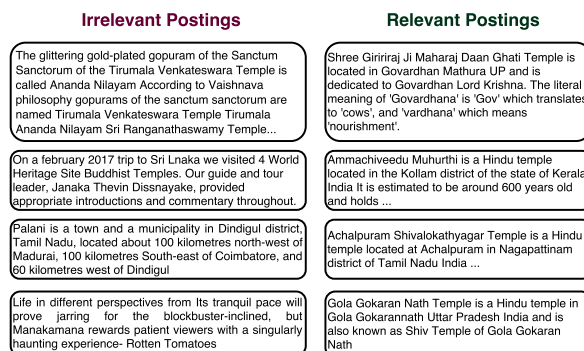 Irrelevant Postings
The glittering gold-plated gopuram of the Sanctum
Sanctorum of the Tirumala Venkateswara Temple is
called Ananda Nilayam According to Vaishnava
philosophy gopurams of the sanctum sanctorum are
named Tirumala Venkateswara Temple Tirumala
Ananda Nilayam Sri Ranganathaswamy Temple...
On a february 2017 trip to Sri Lnaka we visited 4 World
Heritage Site Buddhist Temples. Our guide and tour
leader, Janaka Thevin Dissnayake, provided
appropriate introductions and commentary throughout.
Palani is a town and a municipality in Dindigul district,
Tamil Nadu, located about 100 kilometres north-west of
Madurai, 100 kilometres South-east of Coimbatore, and
60 kilometres west of Dindigul
Life in different perspectives from Its tranquil pace will
prove jarring for the blockbuster-inclined, but
Manakamana rewards patient viewers with a singularly
haunting experience- Rotten Tomatoes
Relevant Postings
Shree Giririraj Ji Maharaj Daan Ghati Temple is
located in Govardhan Mathura UP and is
dedicated to Govardhan Lord Krishna. The literal
meaning of 'Govardhana' is 'Gov' which translates
to 'cows', and 'vardhana' which means
'nourishment'.
Ammachiveedu Muhurthi is a Hindu temple
located in the Kollam district of the state of Kerala
India It is estimated to be around 600 years old
and holds ...
Achalpuram Shivalokathyagar Temple is a Hindu
temple located at Achalpuram in Nagapattinam
district of Tamil Nadu India ...
Gola Gokaran Nath Temple is a Hindu temple in
Gola Gokarannath Uttar Pradesh India and is
also known as Shiv Temple of Gola Gokaran
Nath